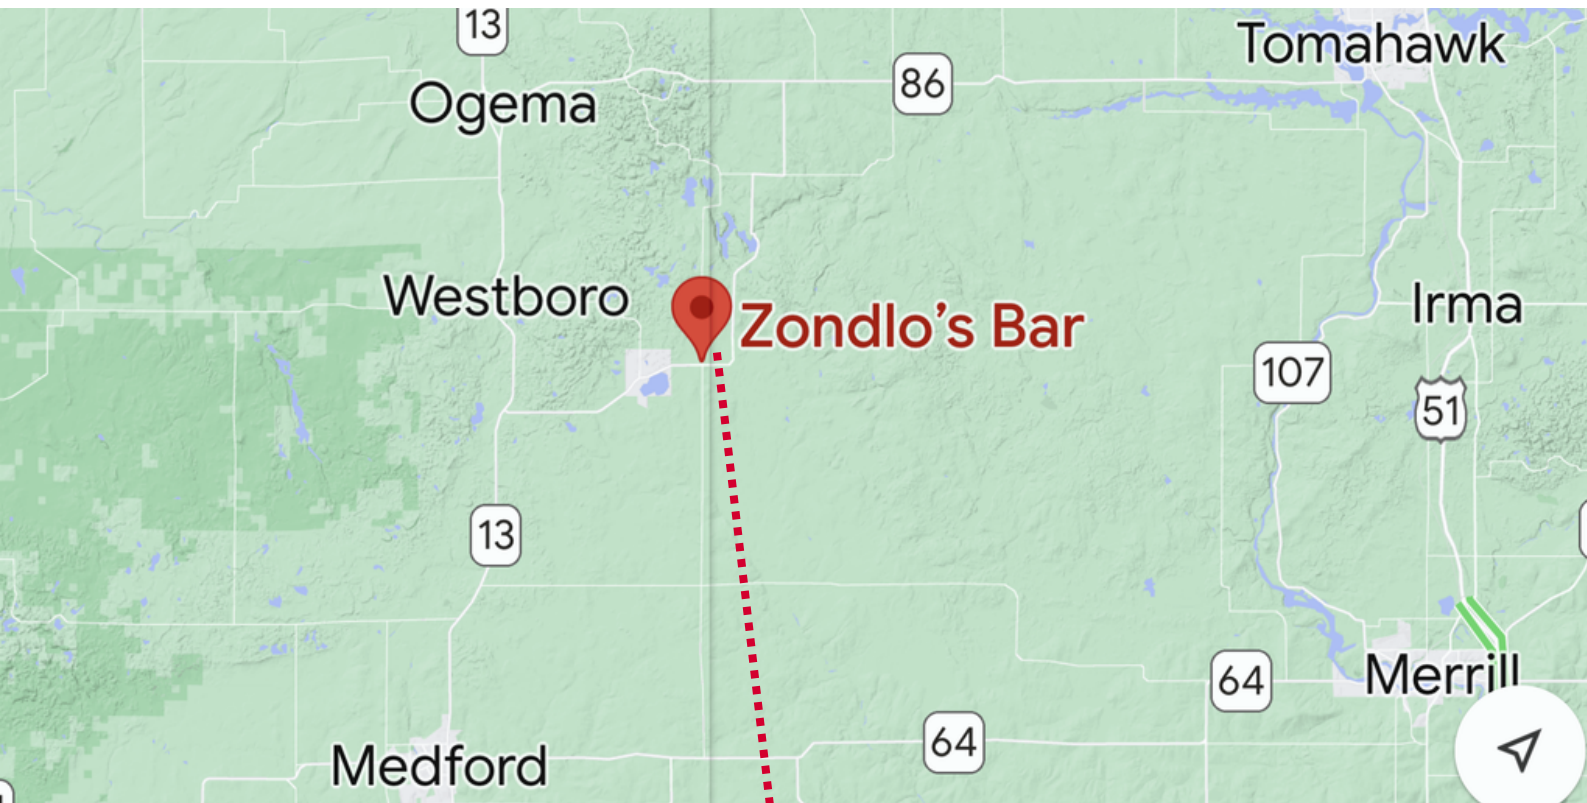 13
Tomahawk
86
Ogema
Westboro
Zondlo's Bar
Irma
107
51
13
Merrill
64
64
Medford